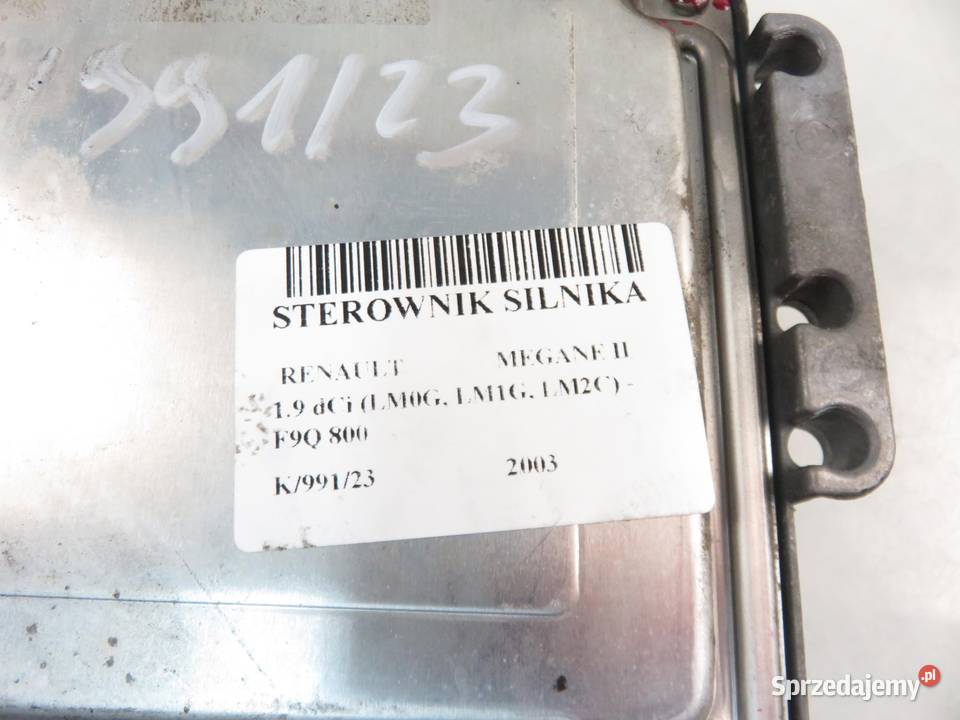 991/23
STEROWNIK SILNIKA
RENAULT MEGANE II
1.9 dCi (LM0G, LM1G, LM2C) -
F9Q 800
K/991/23 2003
Sprzedajemy.pl